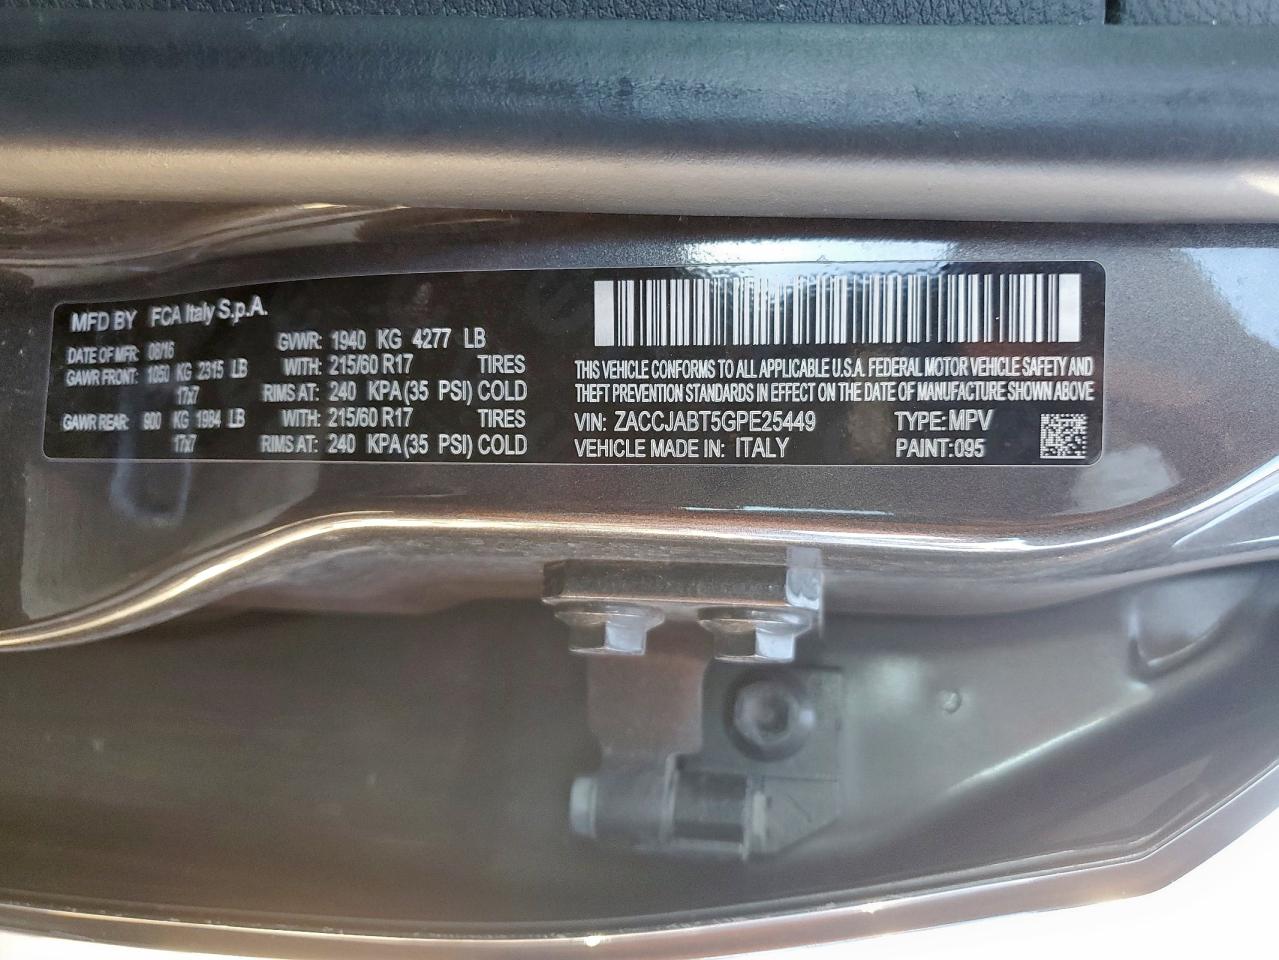 MFD BY FCA Italy S.p.A.
DATE OF MFR: 06/16 GVWR: 1940 KG 4277 LB
GAWR FRONT: 1050 KG 2315 LB WITH: 215/60 R17 TIRES
17x7 RIMS AT: 240 KPA(35 PSI) COLD
GAWR REAR: 900 KG 1984 LB WITH: 215/60 R17 TIRES
17x7 RIMS AT: 240 KPA(35 PSI) COLD
THIS VEHICLE CONFORMS TO ALL APPLICABLE U.S.A. FEDERAL MOTOR VEHICLE SAFETY AND
THEFT PREVENTION STANDARDS IN EFFECT ON THE DATE OF MANUFACTURE SHOWN ABOVE
VIN: ZACCJABT5GPE25449 TYPE: MPV
VEHICLE MADE IN: ITALY PAINT: 095